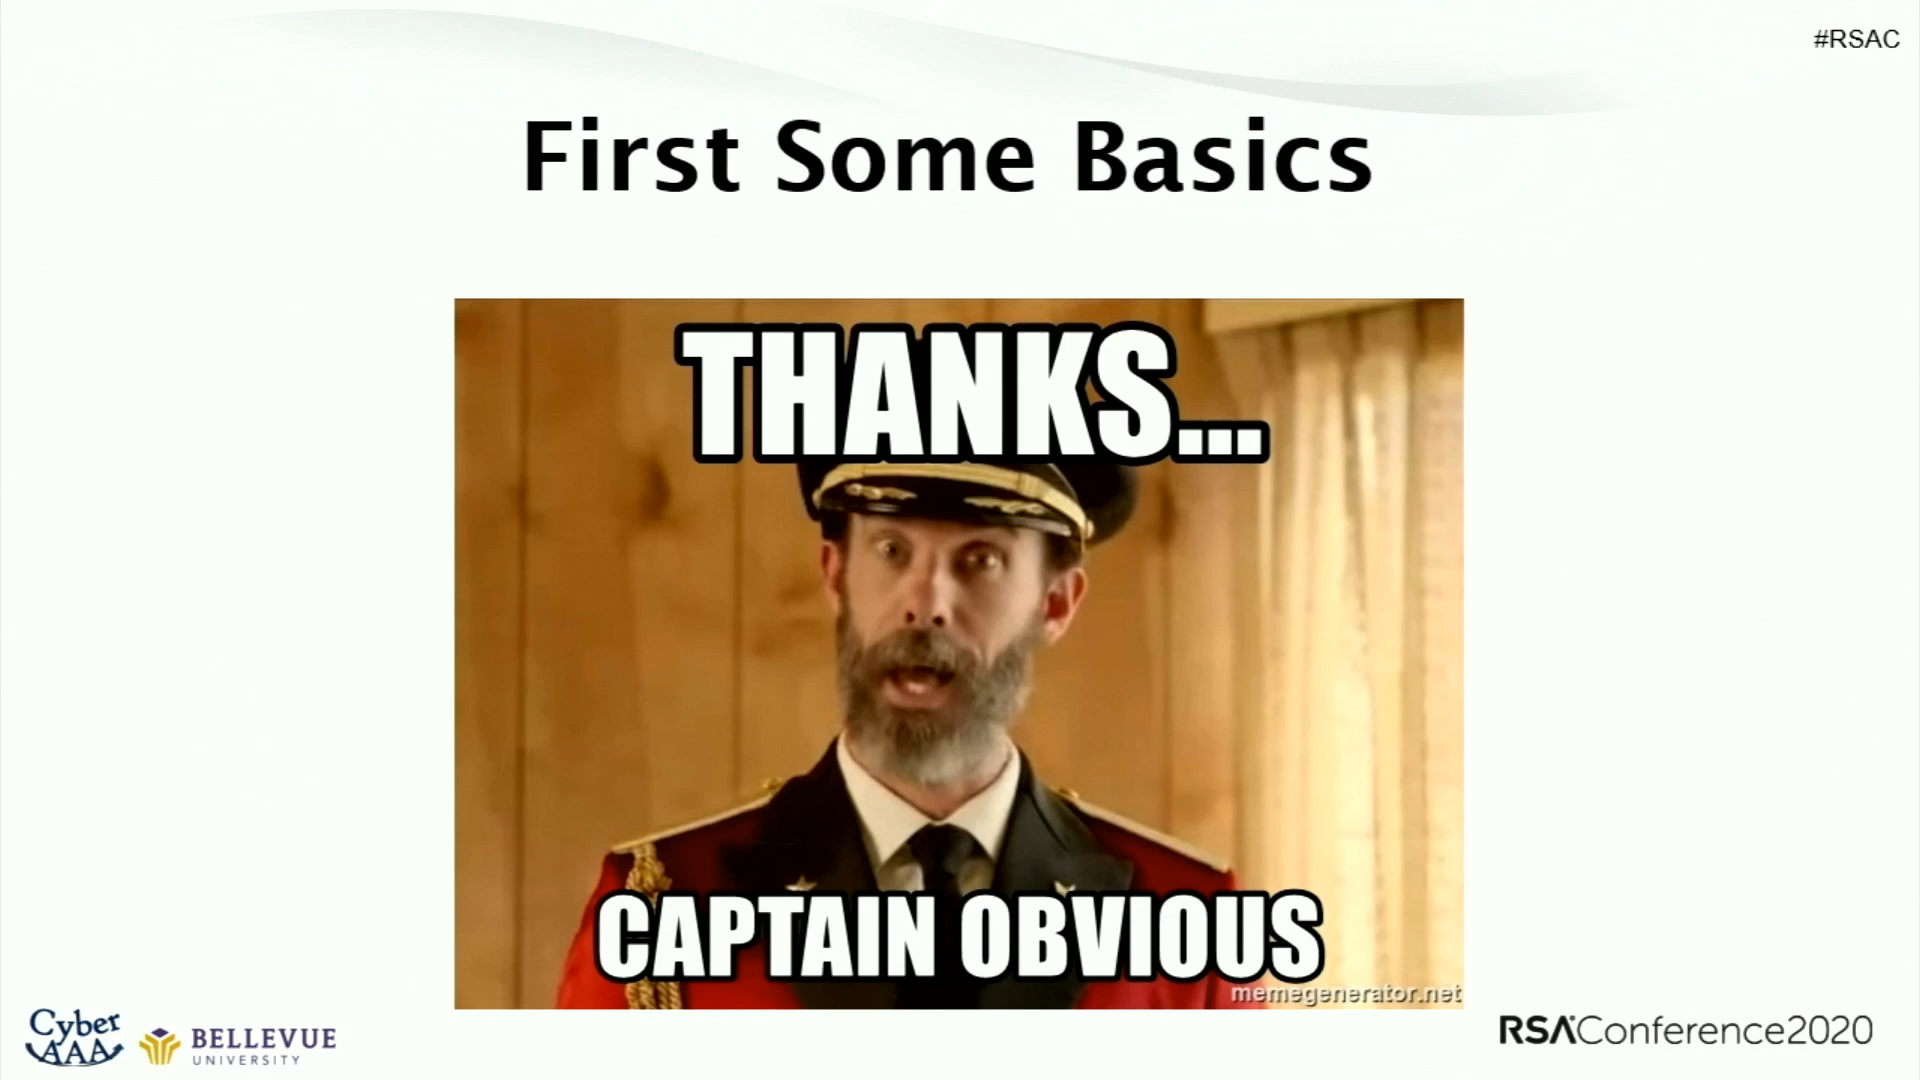 #RSAC
First Some Basics
THANKS...
CAPTAIN OBVIOUS
memegenerator.net
Cyber
AAA
BELLEVUE
UNIVERSITY
RSAConference2020